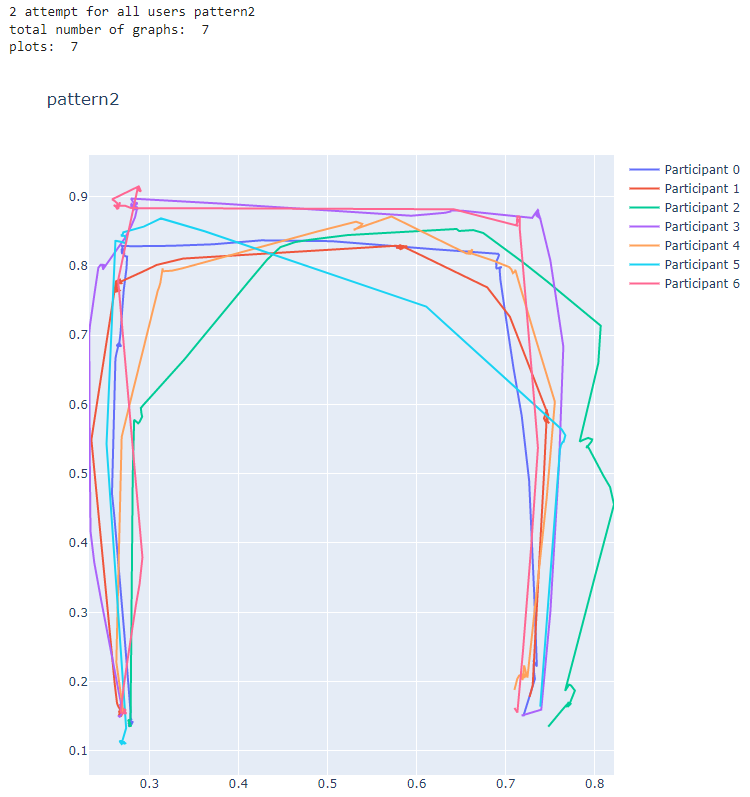 2 attempt for all users pattern2
total number of graphs:  7
plots:  7
pattern2
0.9
0.8
0.7
0.6
0.5
0.4
0.3
0.2
0.1
0.3
0.4
0.5
0.6
0.7
0.8
Participant 0
Participant 1
Participant 2
Participant 3
Participant 4
Participant 5
Participant 6